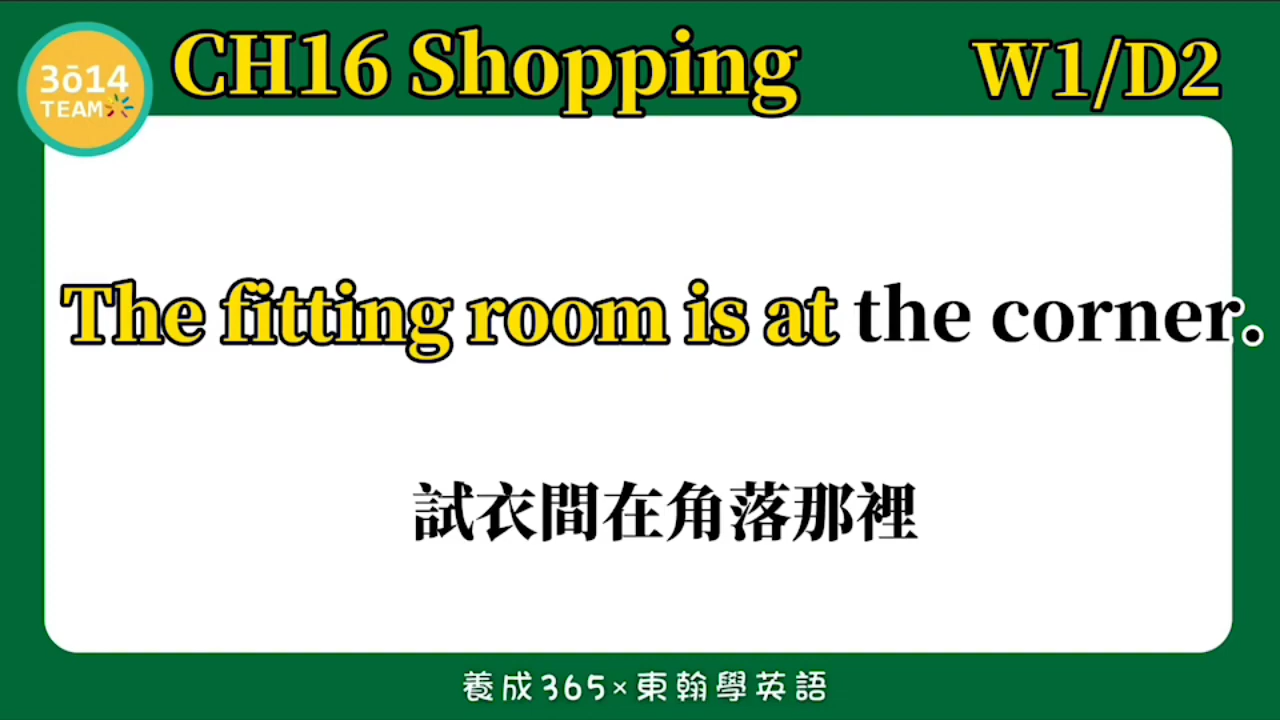 3ō14
TEAM
CH16 Shopping
W1/D2
The fitting room is at the corner.
試衣間在角落那裡
養成365×東翰學英語